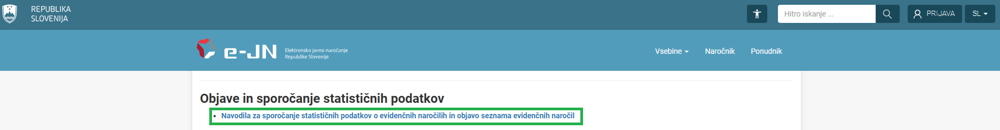 REPUBLIKA
SLOVENIJA
Hitro iskanje ...
PRIJAVA
SL
e-JN
Elektronsko javno naročanje
Republike Slovenije
Vsebine
Naročnik
Ponudnik
Objave in sporočanje statističnih podatkov
• Navodila za sporočanje statističnih podatkov o evidenčnih naročilih in objavo seznama evidenčnih naročil